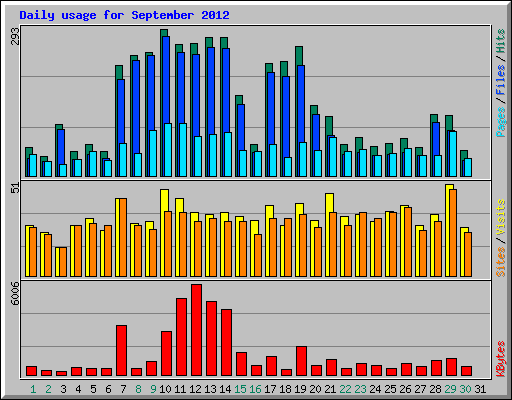 Daily usage for September 2012
293
Pages/Files/Hits
51
Sites/Visits
6006
KBytes
1 2 3 4 5 6 7 8 9 10 11 12 13 14 15 16 17 18 19 20 21 22 23 24 25 26 27 28 29 30 31